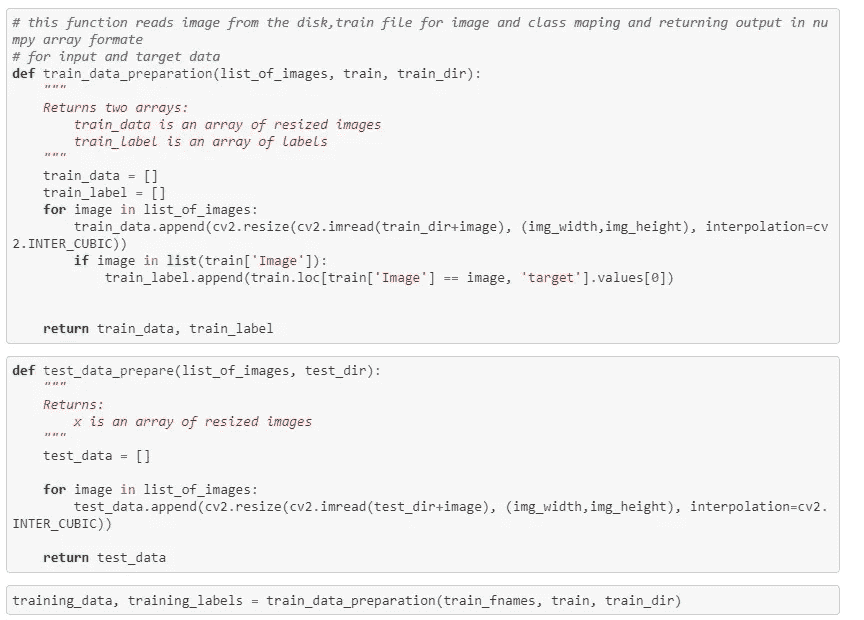 # this function reads image from the disk,train file for image and class maping and returning output in nu
mpy array formate
# for input and target data
def train_data_preparation(list_of_images, train, train_dir):
    """
    Returns two arrays:
        train_data is an array of resized images
        train_label is an array of labels
    """
    train_data = []
    train_label = []
    for image in list_of_images:
        train_data.append(cv2.resize(cv2.imread(train_dir+image), (img_width,img_height), interpolation=cv
2.INTER_CUBIC))
        if image in list(train['Image']):
            train_label.append(train.loc[train['Image'] == image, 'target'].values[0])
    return train_data, train_label
def test_data_prepare(list_of_images, test_dir):
    """
    Returns:
        x is an array of resized images
    """
    test_data = []
    for image in list_of_images:
        test_data.append(cv2.resize(cv2.imread(test_dir+image), (img_width,img_height), interpolation=cv2.
INTER_CUBIC))
    return test_data
training_data, training_labels = train_data_preparation(train_fnames, train, train_dir)